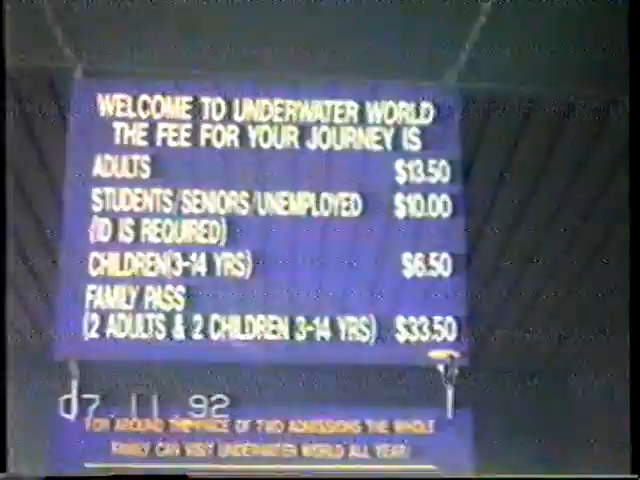 WELCOME TO UNDERWATER WORLD
THE FEE FOR YOUR JOURNEY IS
ADULTS $13.50
STUDENTS/SENIORS/UNEMPLOYED $10.00
(ID IS REQUIRED)
CHILDREN(3-14 YRS) $6.50
FAMILY PASS
(2 ADULTS & 2 CHILDREN 3-14 YRS) $33.50
07.11.92
FOR AROUND THE PRICE OF TWO ADMISSIONS THE WHOLE
FAMILY CAN VISIT UNDERWATER WORLD ALL YEAR!